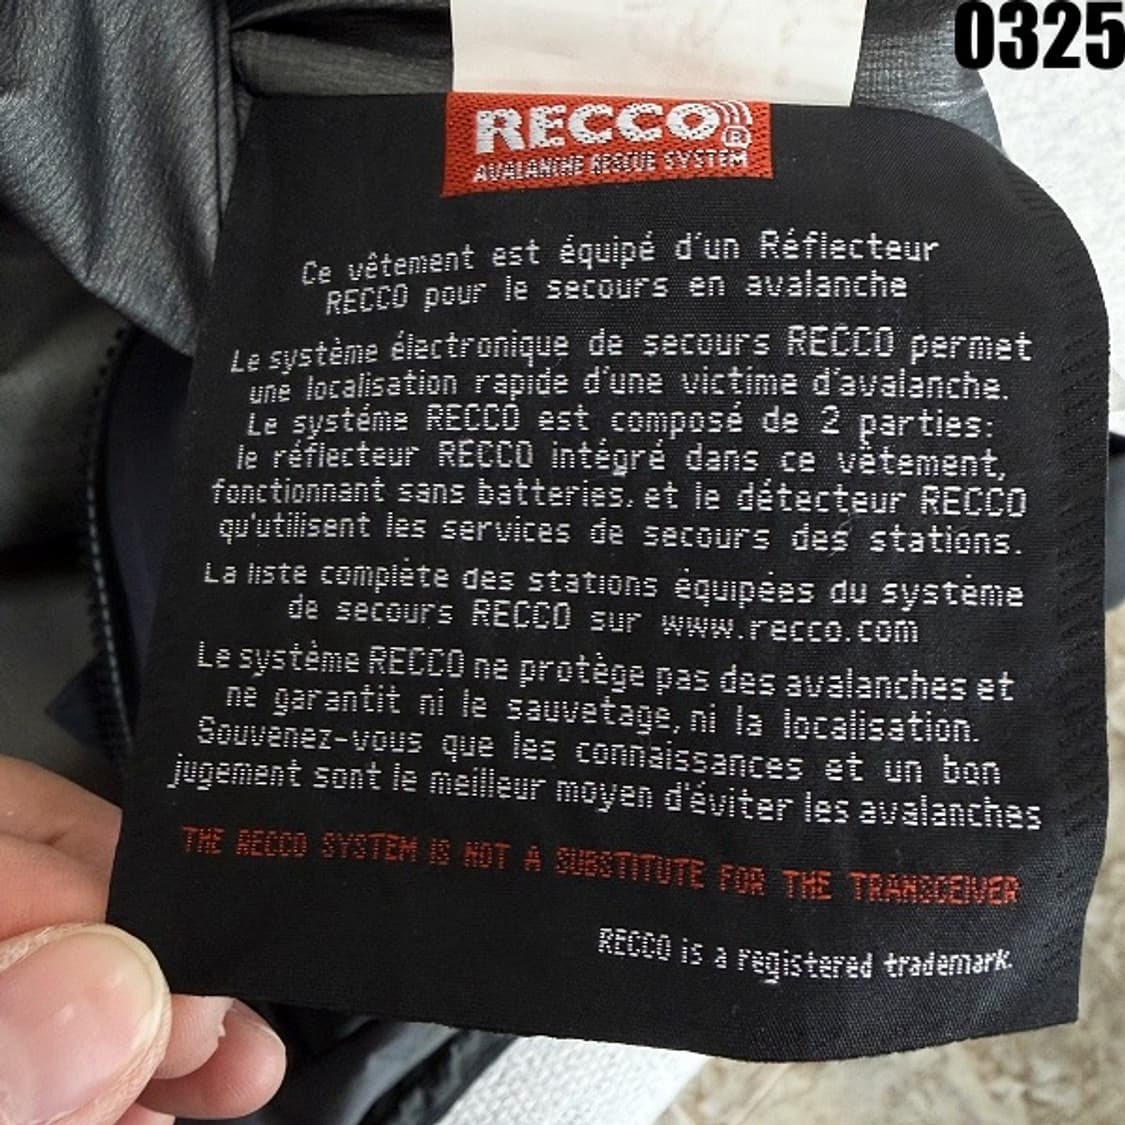 0325
RECCO®
AVALANCHE RESCUE SYSTEM
Ce vêtement est équipé d'un Réflecteur
RECCO pour le secours en avalanche
Le système électronique de secours RECCO permet
une localisation rapide d'une victime d'avalanche.
Le systéme RECCO est composé de 2 parties:
le réflecteur RECCO intégré dans ce vêtement,
fonctionnant sans batteries, et le détecteur RECCO
qu'utilisent les services de secours des stations.
La liste complète des stations équipées du système
de secours RECCO sur www.recco.com
Le système RECCO ne protège pas des avalanches et
ne garantit ni le sauvetage, ni la localisation.
Souvenez-vous que les connaissances et un bon
jugement sont le meilleur moyen d'éviter les avalanches
THE RECCO SYSTEM IS NOT A SUBSTITUTE FOR THE TRANSCEIVER
RECCO is a registered trademark.